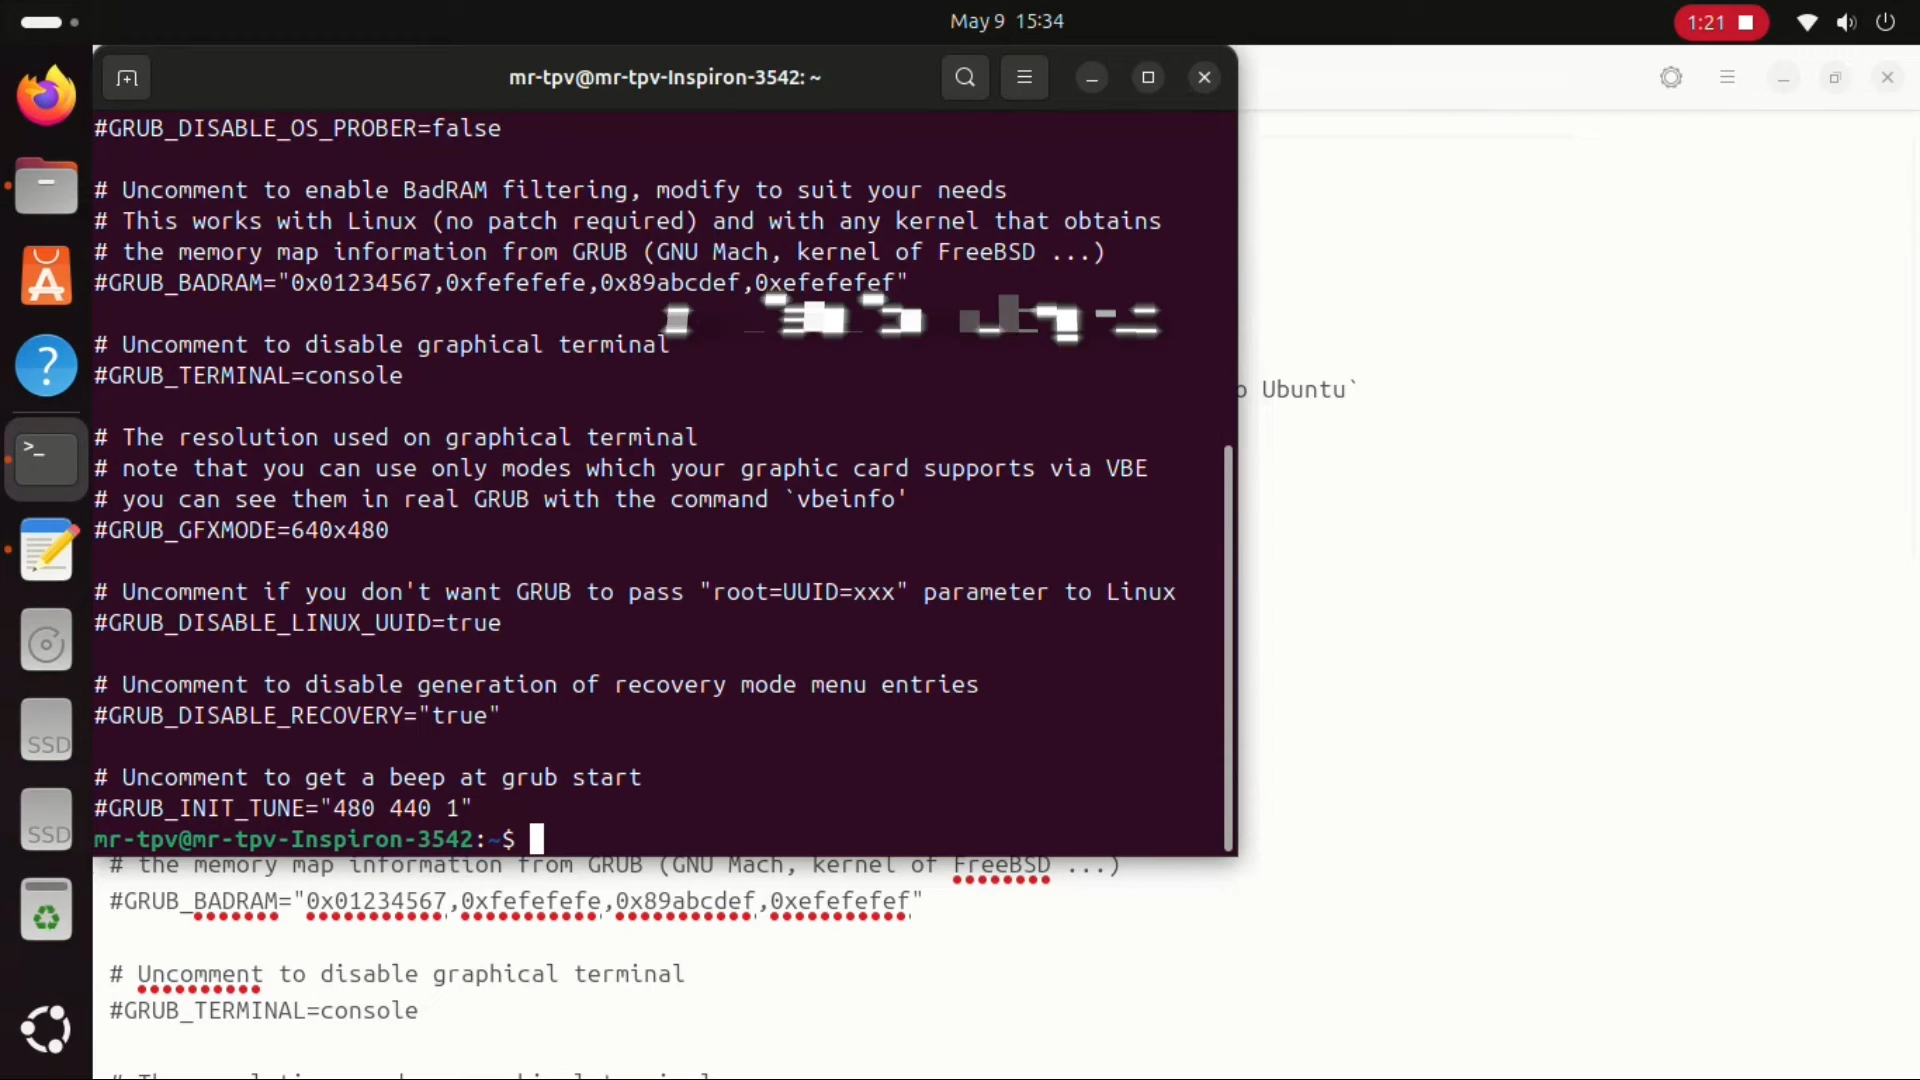 May 9 15:34
1:21
mr-tpv@mr-tpv-Inspiron-3542: ~
#GRUB_DISABLE_OS_PROBER=false
# Uncomment to enable BadRAM filtering, modify to suit your needs
# This works with Linux (no patch required) and with any kernel that obtains
# the memory map information from GRUB (GNU Mach, kernel of FreeBSD ...)
#GRUB_BADRAM="0x01234567,0xfefefefe,0x89abcdef,0xefefefef"
# Uncomment to disable graphical terminal
#GRUB_TERMINAL=console
Ubuntu`
# The resolution used on graphical terminal
# note that you can use only modes which your graphic card supports via VBE
# you can see them in real GRUB with the command `vbeinfo'
#GRUB_GFXMODE=640x480
# Uncomment if you don't want GRUB to pass "root=UUID=xxx" parameter to Linux
#GRUB_DISABLE_LINUX_UUID=true
# Uncomment to disable generation of recovery mode menu entries
#GRUB_DISABLE_RECOVERY="true"
# Uncomment to get a beep at grub start
#GRUB_INIT_TUNE="480 440 1"
mr-tpv@mr-tpv-Inspiron-3542:~$
# the memory map information from GRUB (GNU Mach, kernel of FreeBSD ...)
#GRUB_BADRAM="0x01234567,0xfefefefe,0x89abcdef,0xefefefef"
# Uncomment to disable graphical terminal
#GRUB_TERMINAL=console
SSD
SSD